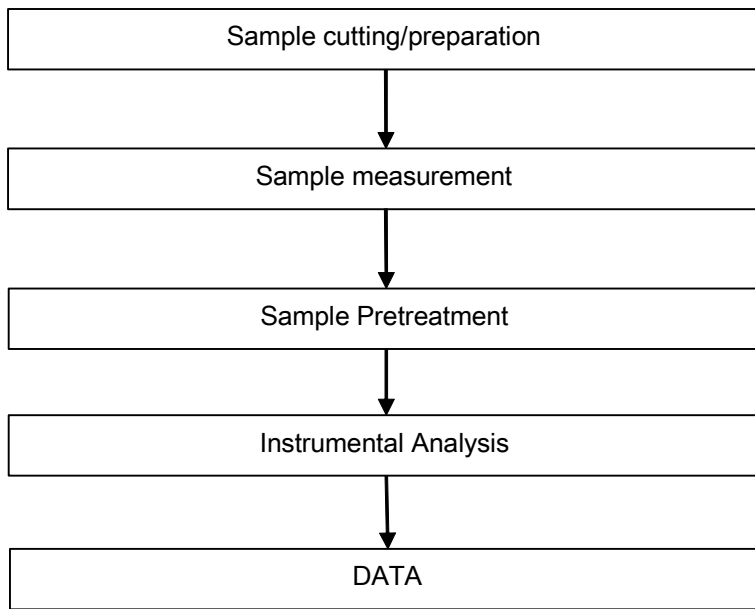 Sample cutting/preparation
Sample measurement
Sample Pretreatment
Instrumental Analysis
DATA